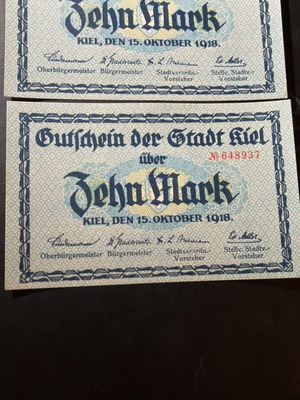 Zehn Mark
KIEL, DEN 15. OKTOBER 1918.
Oberbürgermeister Bürgermeister Stadtverordn.- Stellv. Stadtv.-
Vorsteher Vorsteher
Gutschein der Stadt Kiel
über
№ 648937
Zehn Mark
KIEL, DEN 15. OKTOBER 1918.
Oberbürgermeister Bürgermeister Stadtverordn.- Stellv. Stadtv.-
Vorsteher Vorsteher